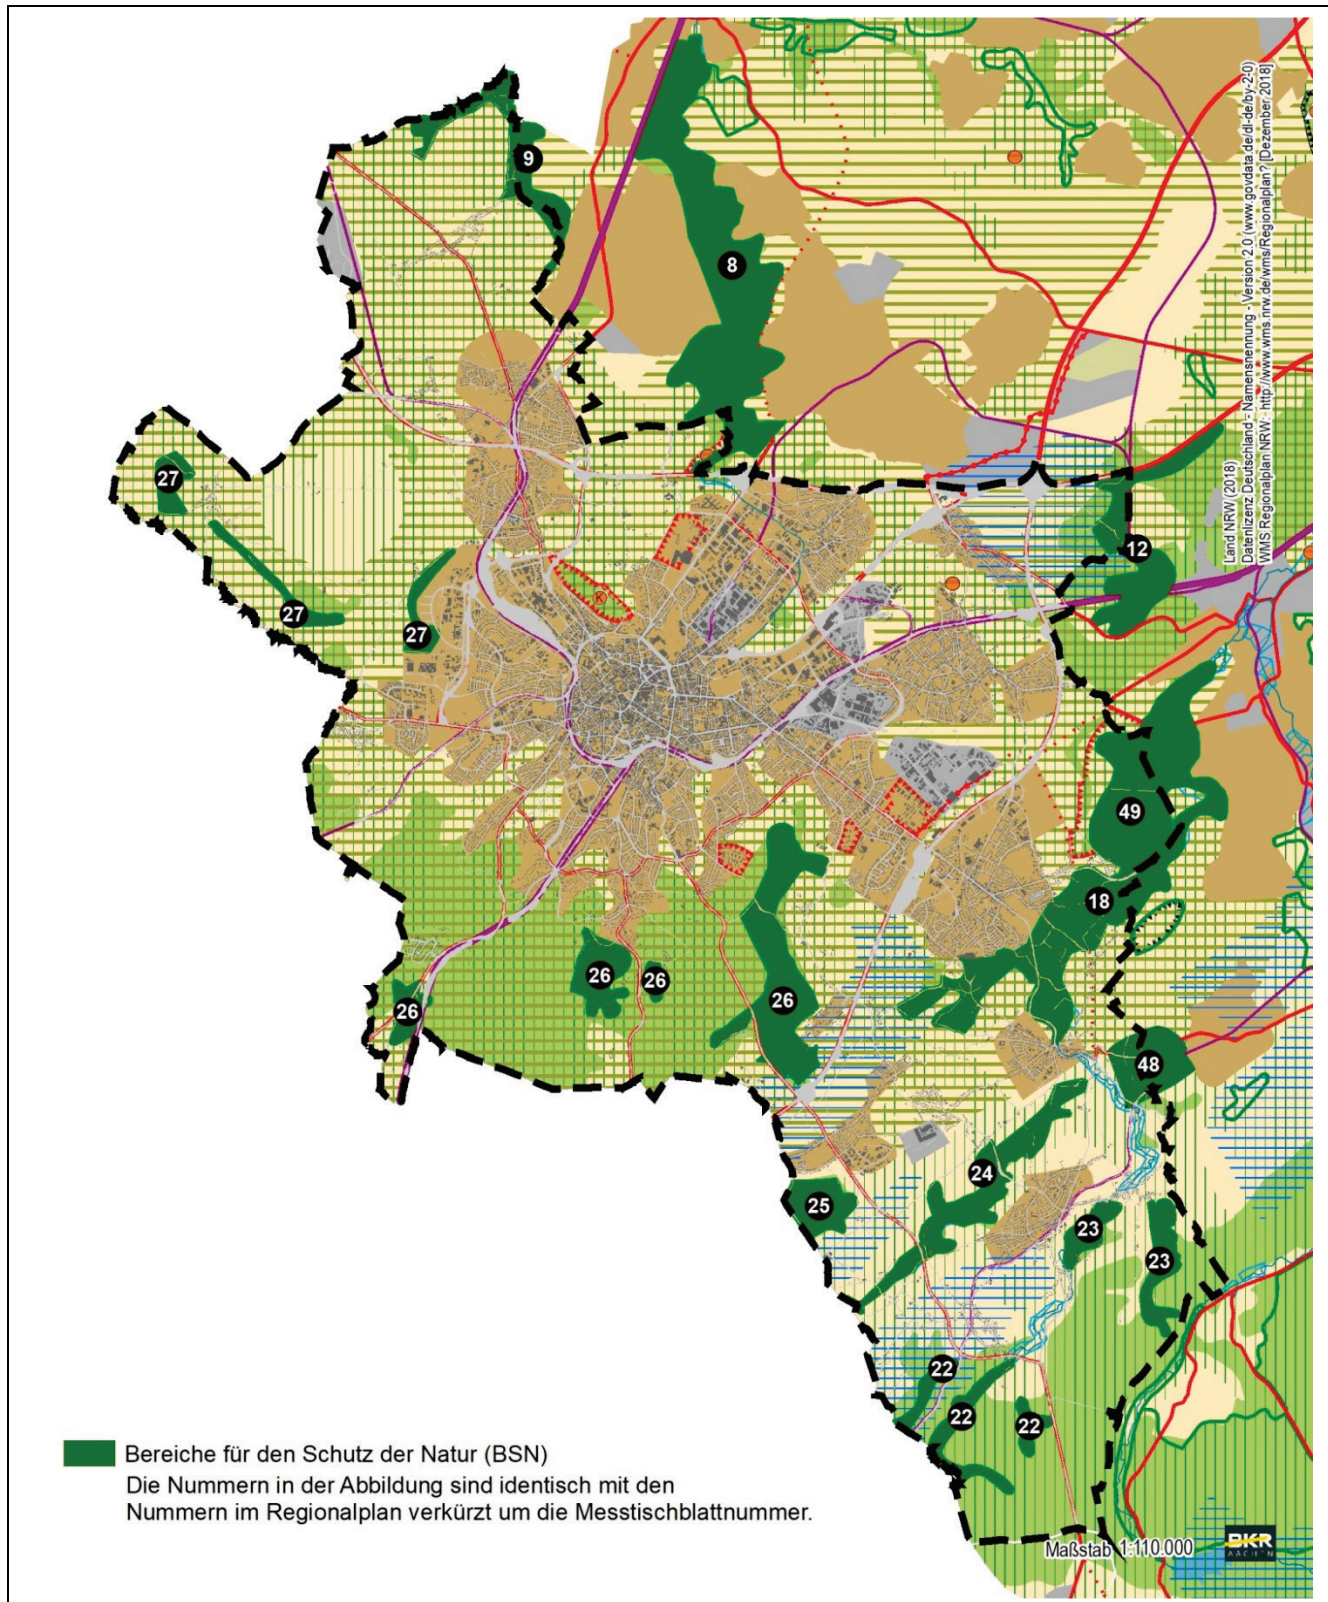 9
8
Land NRW (2018)
Datenlizenz Deutschland - Namensnennung - Version 2.0 (www.govdata.de/dl-de/by-2-0)
WMS Regionalplan NRW - http://www.wms.nrw.de/wms/Regionalplan? [Dezember 2018]
27
12
27
27
K
49
18
26
26
26
26
48
24
25
23
23
22
22
22
Bereiche für den Schutz der Natur (BSN)
Die Nummern in der Abbildung sind identisch mit den
Nummern im Regionalplan verkürzt um die Messtischblattnummer.
Maßstab 1:110.000
BKR
AACHEN